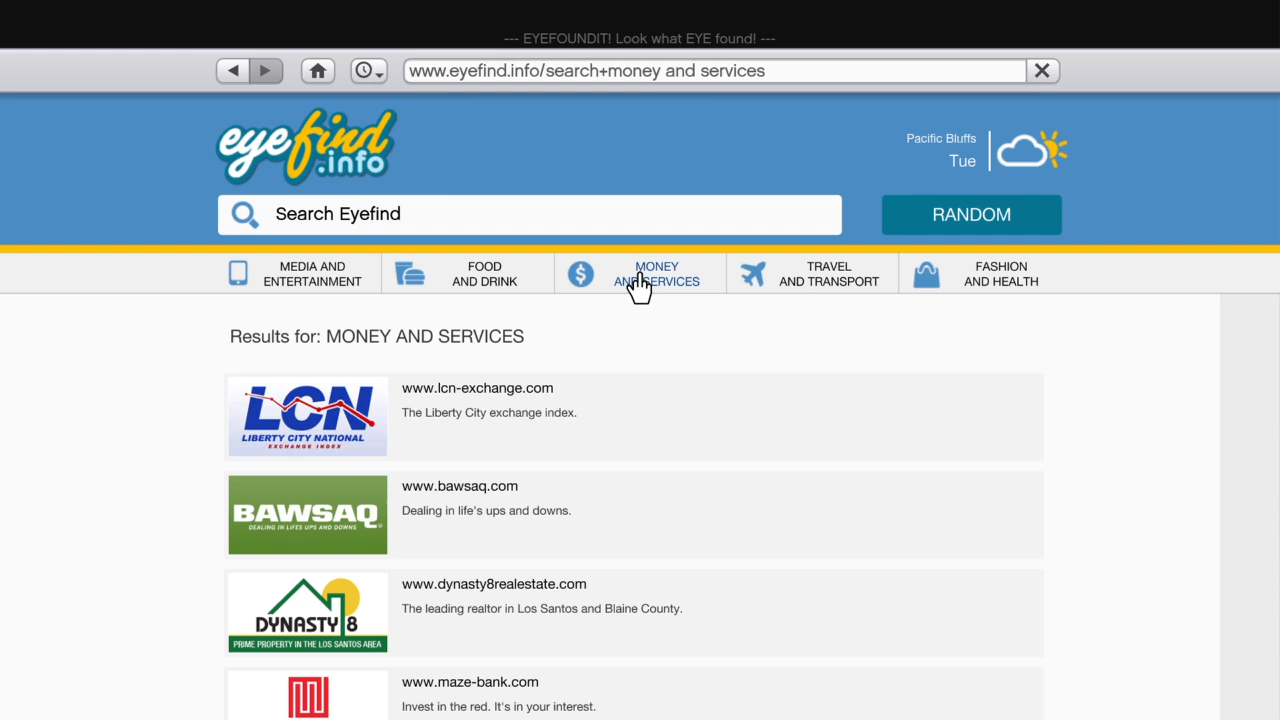 --- EYEFOUNDIT! Look what EYE found! ---
www.eyefind.info/search+money and services
eyefind
.info
Pacific Bluffs
Tue
Search Eyefind
RANDOM
MEDIA AND
ENTERTAINMENT
FOOD
AND DRINK
MONEY
AND SERVICES
TRAVEL
AND TRANSPORT
FASHION
AND HEALTH
Results for: MONEY AND SERVICES
LCN
LIBERTY CITY NATIONAL
EXCHANGE INDEX
www.lcn-exchange.com
The Liberty City exchange index.
BAWSAQ
DEALING IN LIFES UPS AND DOWNS
www.bawsaq.com
Dealing in life's ups and downs.
DYNASTY 8
PRIME PROPERTY IN THE LOS SANTOS AREA
www.dynasty8realestate.com
The leading realtor in Los Santos and Blaine County.
www.maze-bank.com
Invest in the red. It's in your interest.